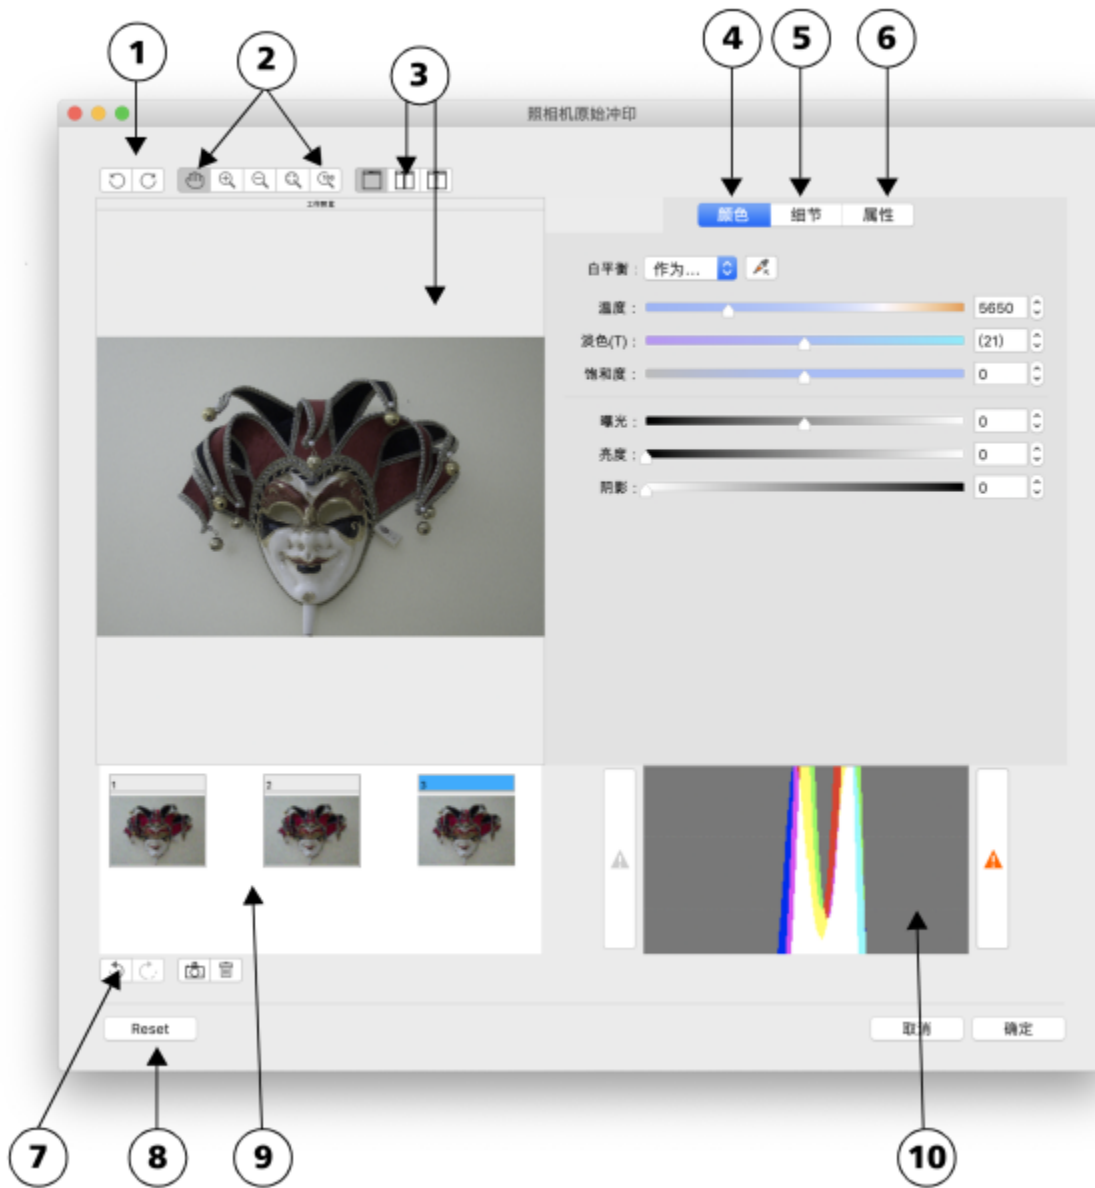 1
2
3
4
5
6
照相机原始冲印
颜色 细节 属性
白平衡： 作为...
温度： 5650
淡色(T)： (21)
饱和度： 0
曝光： 0
亮度： 0
阴影： 0
1
2
3
Reset
取消 确定
7
8
9
10